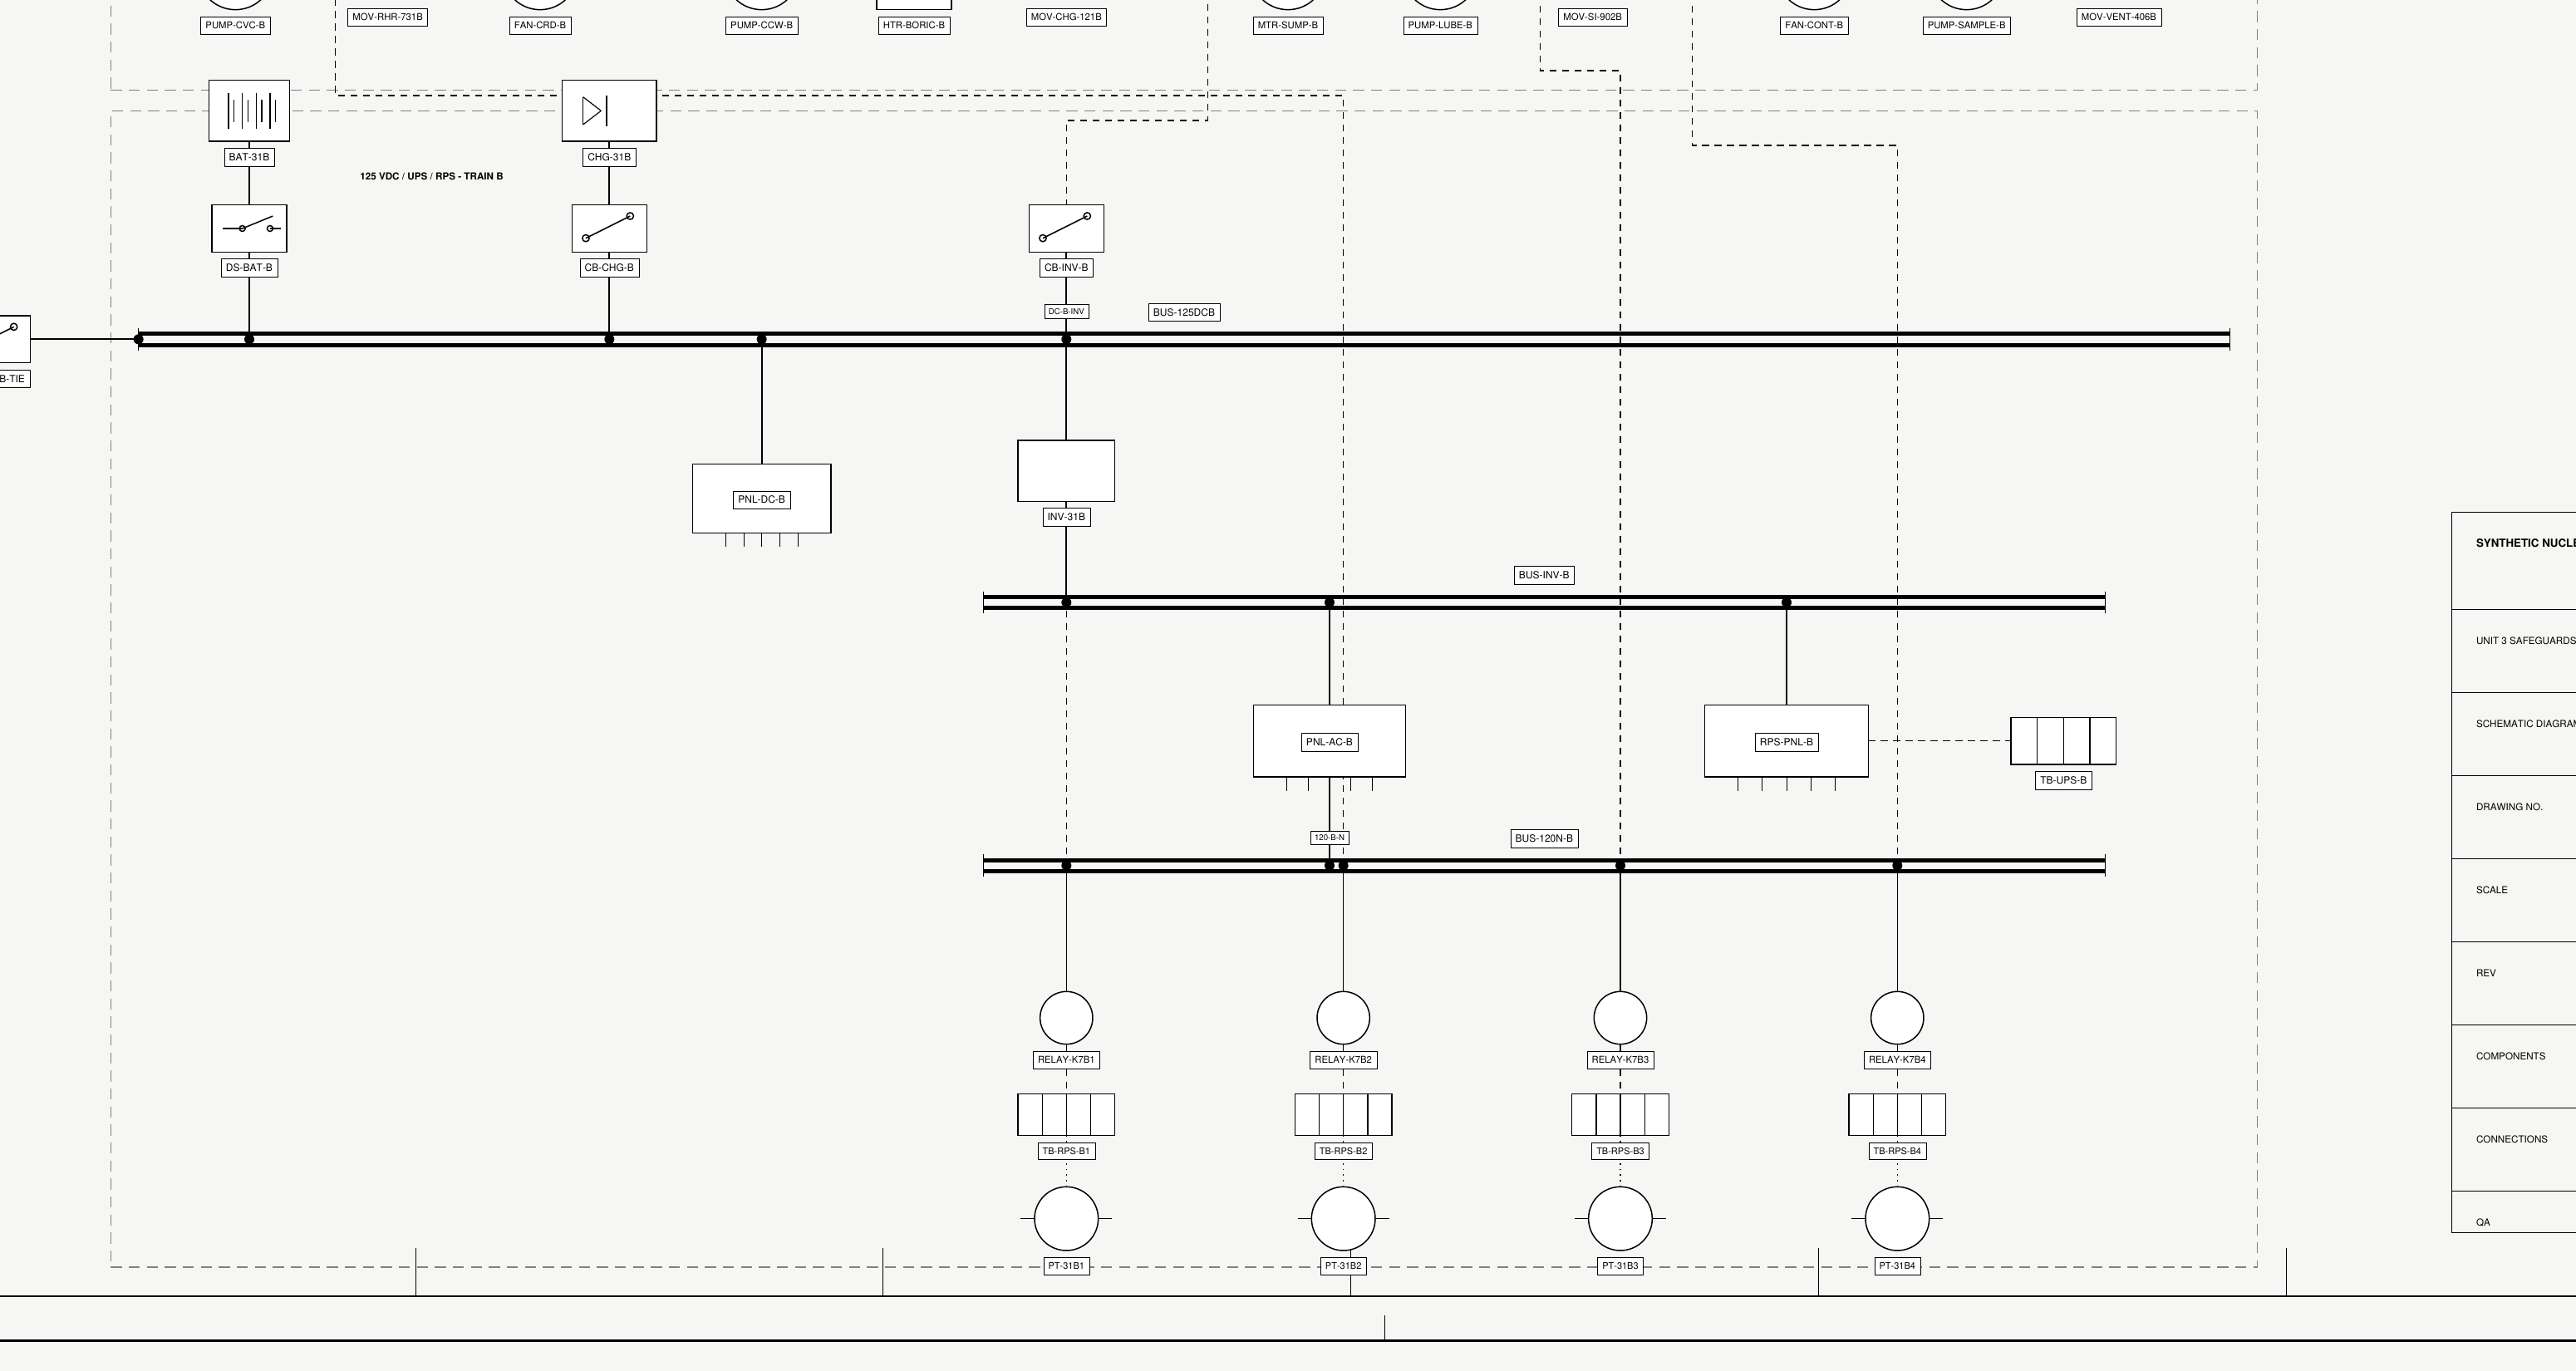 PUMP-CVC-B
MOV-RHR-731B
FAN-CRD-B
PUMP-CCW-B
HTR-BORIC-B
MOV-CHG-121B
MTR-SUMP-B
PUMP-LUBE-B
MOV-SI-902B
FAN-CONT-B
PUMP-SAMPLE-B
MOV-VENT-406B
BAT-31B
CHG-31B
125 VDC / UPS / RPS - TRAIN B
DS-BAT-B
CB-CHG-B
CB-INV-B
DC-B-INV
BUS-125DCB
B-TIE
PNL-DC-B
INV-31B
SYNTHETIC NUCLE
BUS-INV-B
UNIT 3 SAFEGUARDS
SCHEMATIC DIAGRAM
PNL-AC-B
RPS-PNL-B
TB-UPS-B
DRAWING NO.
120-B-N
BUS-120N-B
SCALE
REV
RELAY-K7B1
RELAY-K7B2
RELAY-K7B3
RELAY-K7B4
COMPONENTS
TB-RPS-B1
TB-RPS-B2
TB-RPS-B3
TB-RPS-B4
CONNECTIONS
QA
PT-31B1
PT-31B2
PT-31B3
PT-31B4